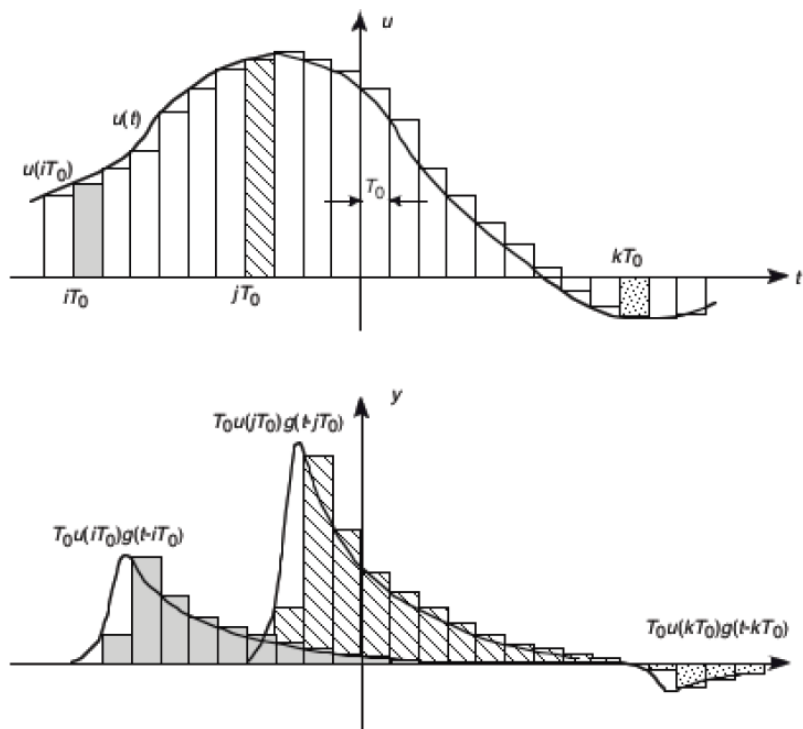 u
u(t)
u(iT₀)
T₀
kT₀
t
iT₀
jT₀
y
T₀u(jT₀)g(t-jT₀)
T₀u(iT₀)g(t-iT₀)
T₀u(kT₀)g(t-kT₀)